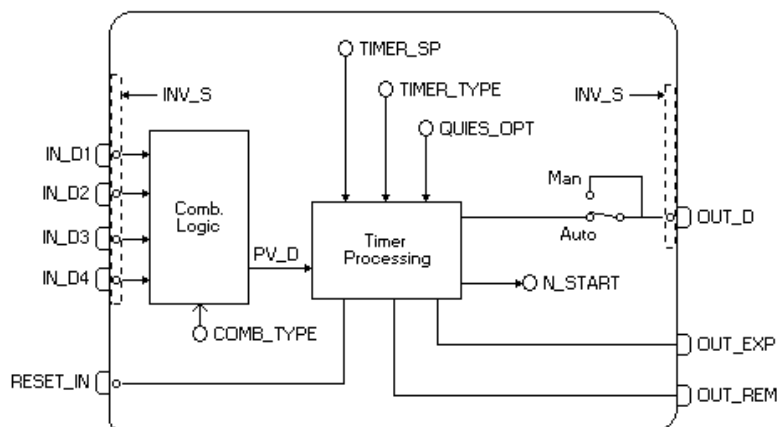 TIMER_SP
INV_S
TIMER_TYPE
INV_S
QUIES_OPT
IN_D1
IN_D2
Man
Comb.
Logic
OUT_D
IN_D3
Auto
Timer
Processing
PV_D
IN_D4
N_START
COMB_TYPE
OUT_EXP
RESET_IN
OUT_REM